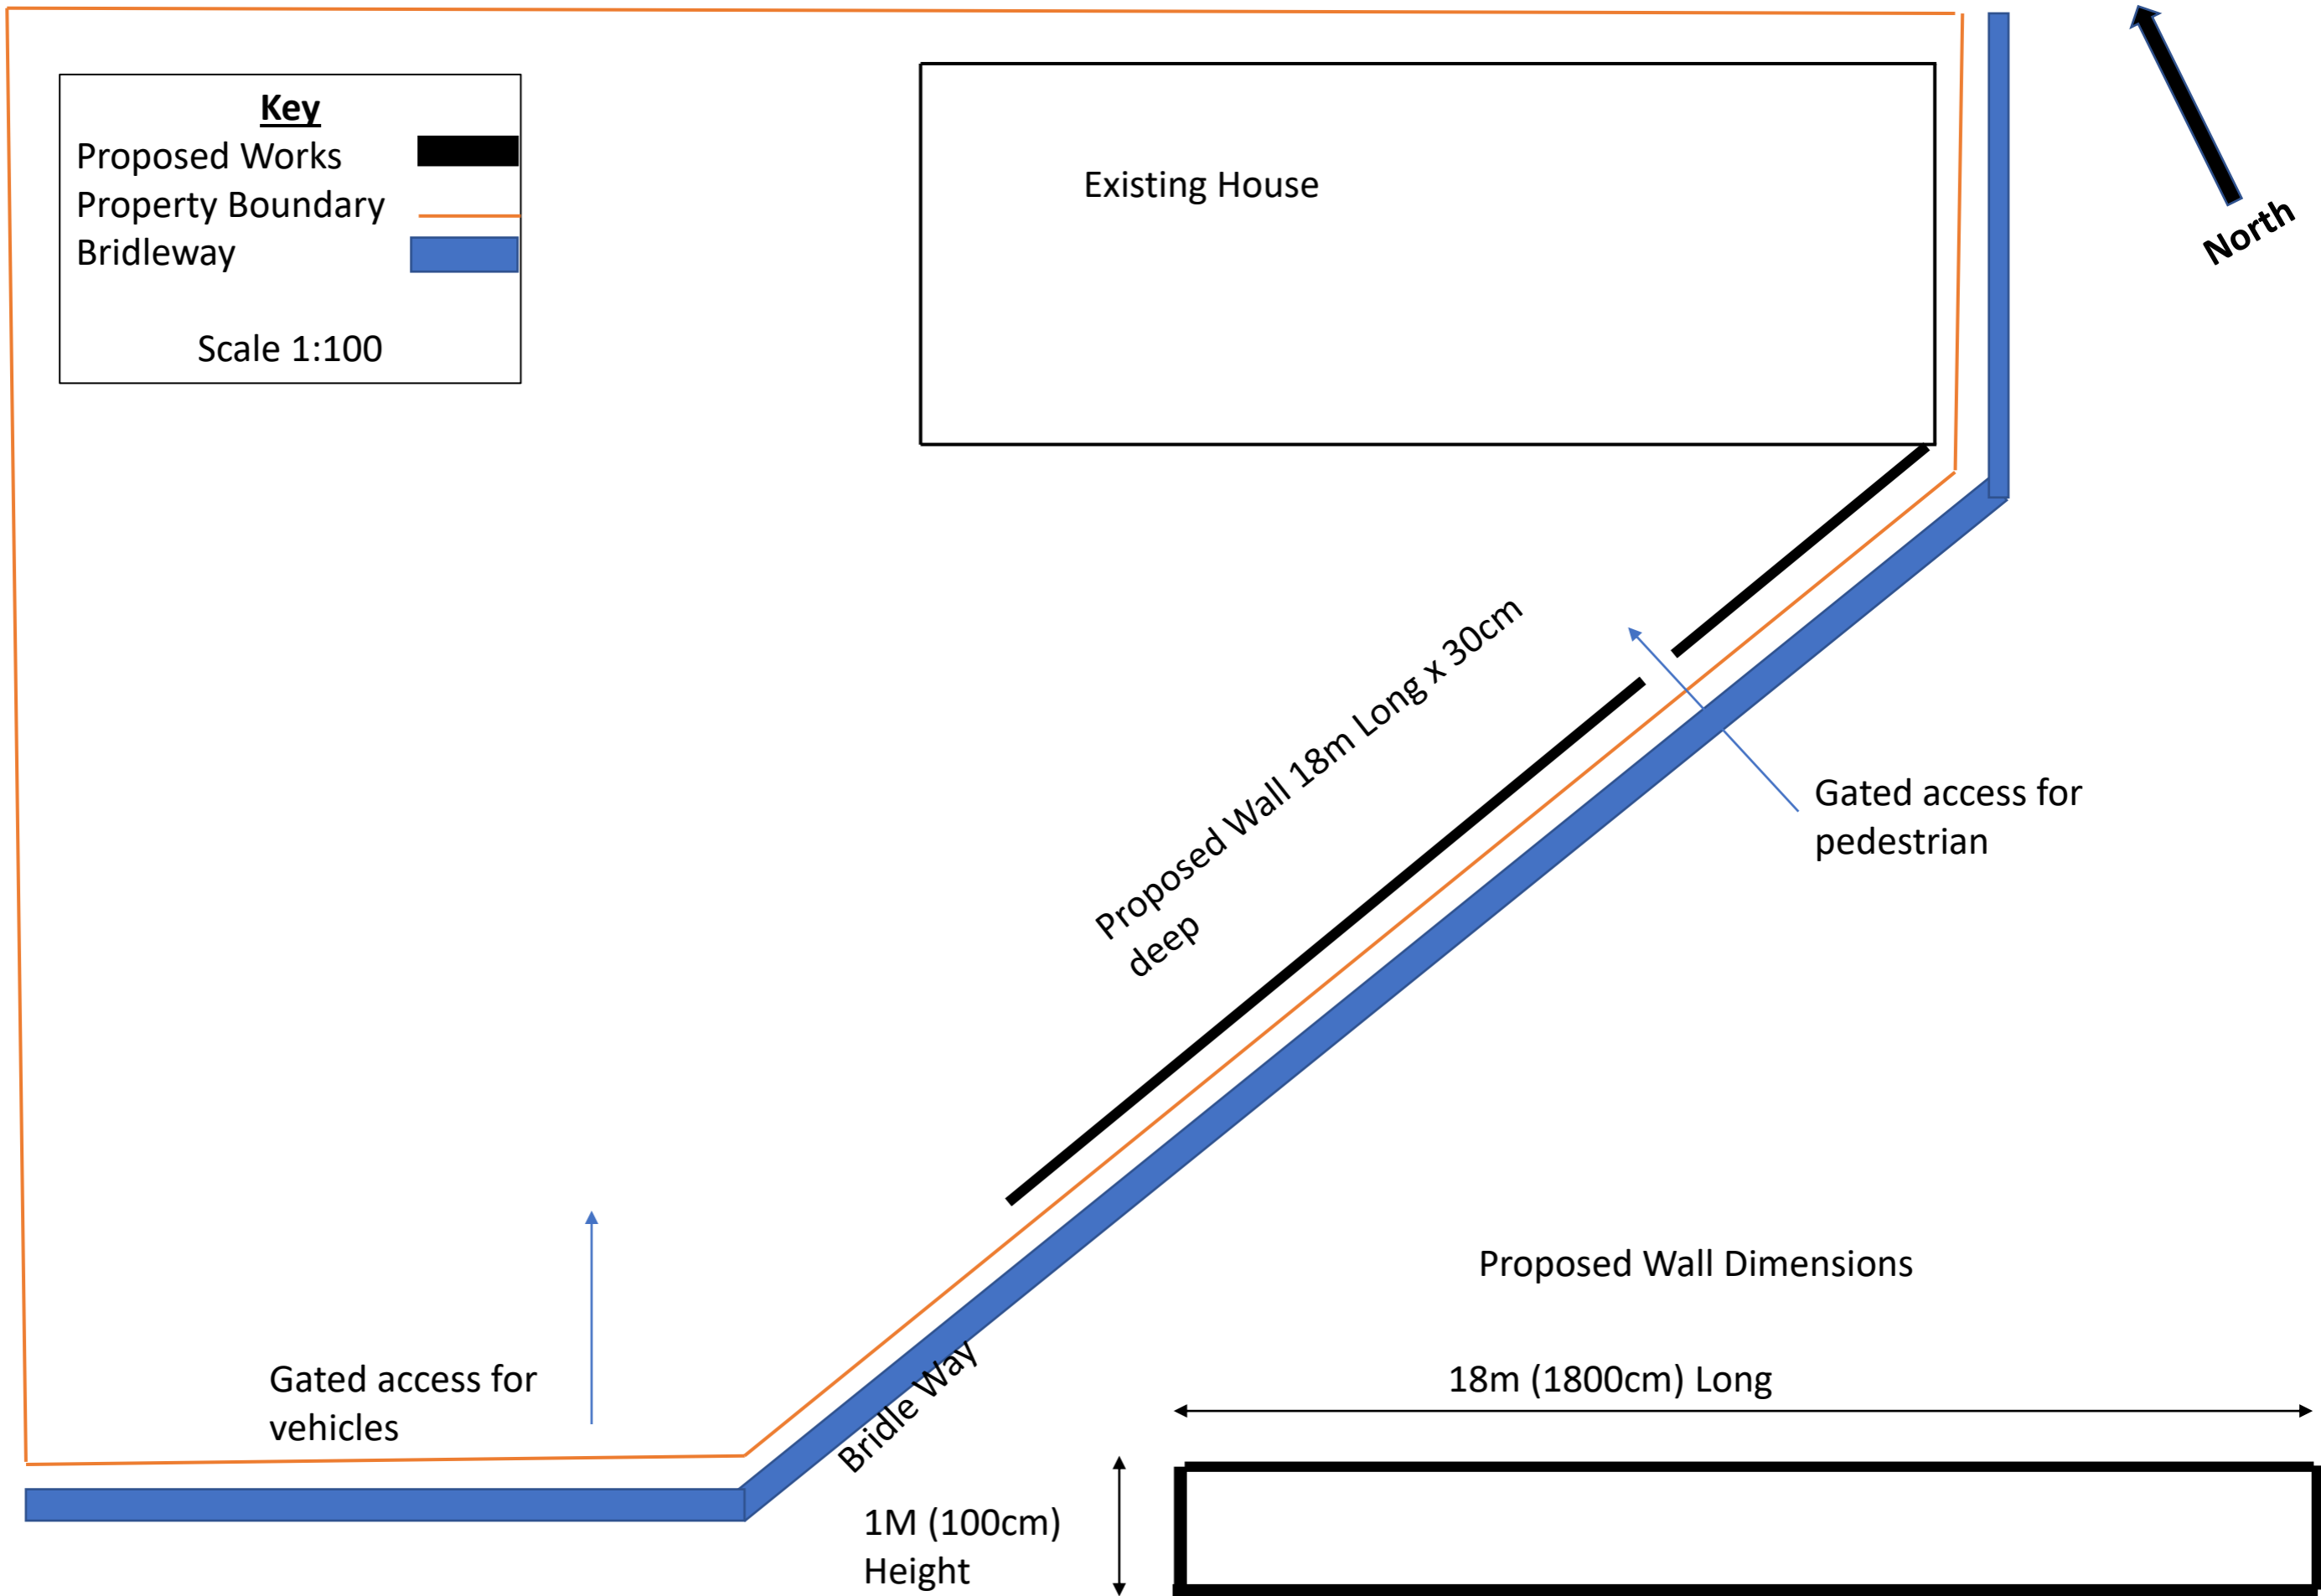 Key
Proposed Works
Property Boundary
Bridleway
Scale 1:100
Existing House
North
Proposed Wall 18m Long x 30cm
deep
Gated access for
pedestrian
Proposed Wall Dimensions
Gated access for
vehicles
Bridle Way
18m (1800cm) Long
1M (100cm)
Height